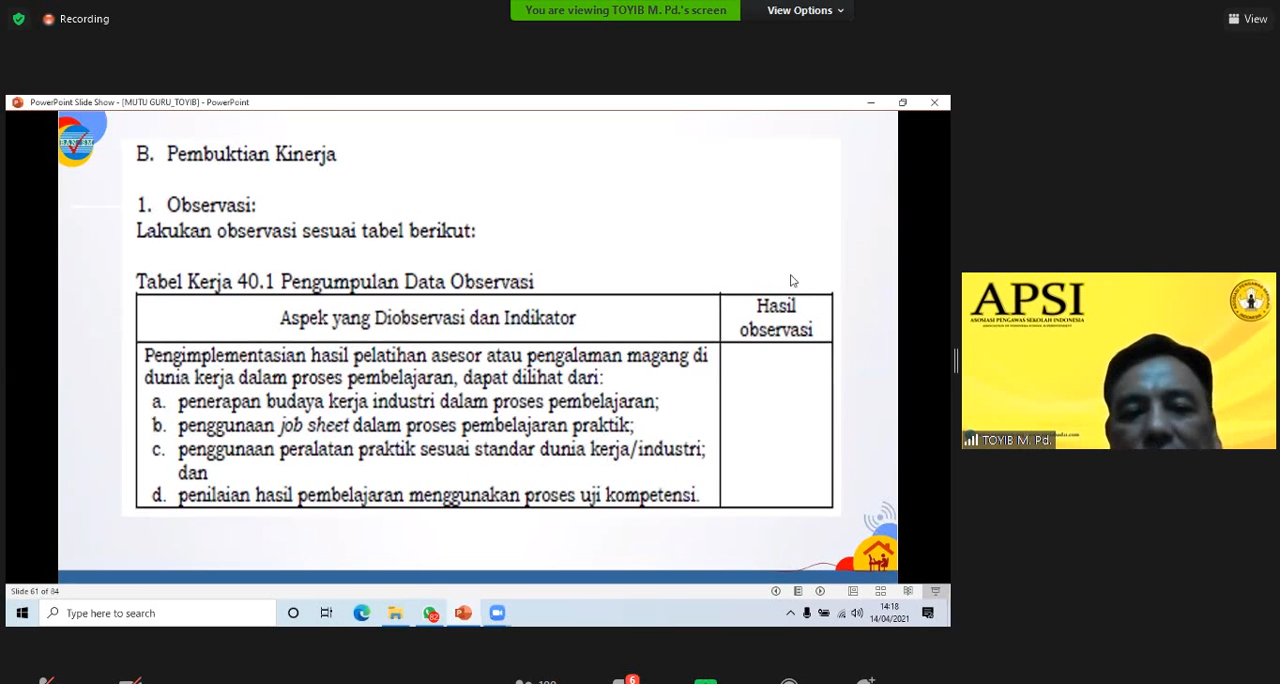 Recording
You are viewing TOYIB M. Pd.'s screen
View Options
View
PowerPoint Slide Show - [MUTU GURU_TOYIB] - PowerPoint
B. Pembuktian Kinerja
1. Observasi:
Lakukan observasi sesuai tabel berikut:
Tabel Kerja 40.1 Pengumpulan Data Observasi
Aspek yang Diobservasi dan Indikator
Hasil
observasi
Pengimplementasian hasil pelatihan asesor atau pengalaman magang di
dunia kerja dalam proses pembelajaran, dapat dilihat dari:
a. penerapan budaya kerja industri dalam proses pembelajaran;
b. penggunaan job sheet dalam proses pembelajaran praktik;
c. penggunaan peralatan praktik sesuai standar dunia kerja/industri;
dan
d. penilaian hasil pembelajaran menggunakan proses uji kompetensi.
APSI
ASOSIASI PENGAWAS SEKOLAH INDONESIA
TOYIB M. Pd.
Slide 61 of 84
Type here to search
14:18
14/04/2021
6